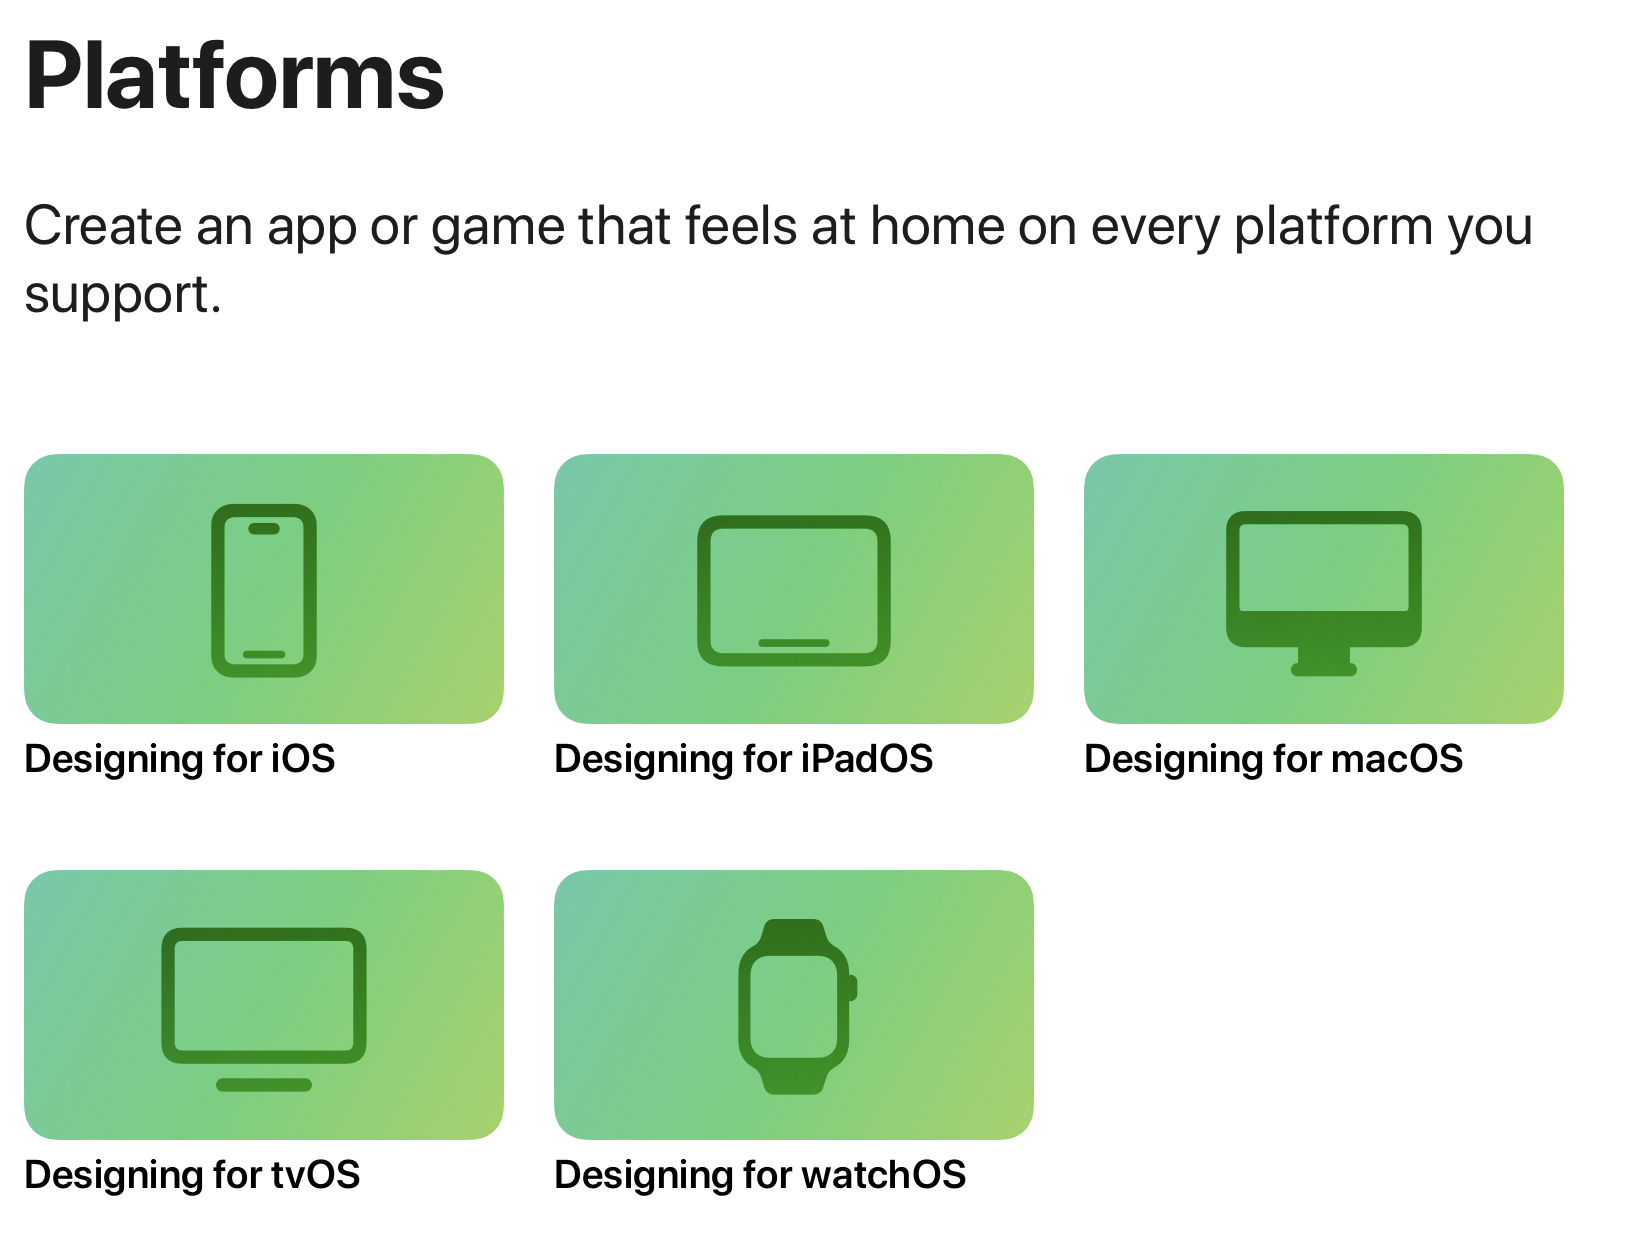 Platforms
Create an app or game that feels at home on every platform you
support.
Designing for iOS
Designing for iPadOS
Designing for macOS
Designing for tvOS
Designing for watchOS